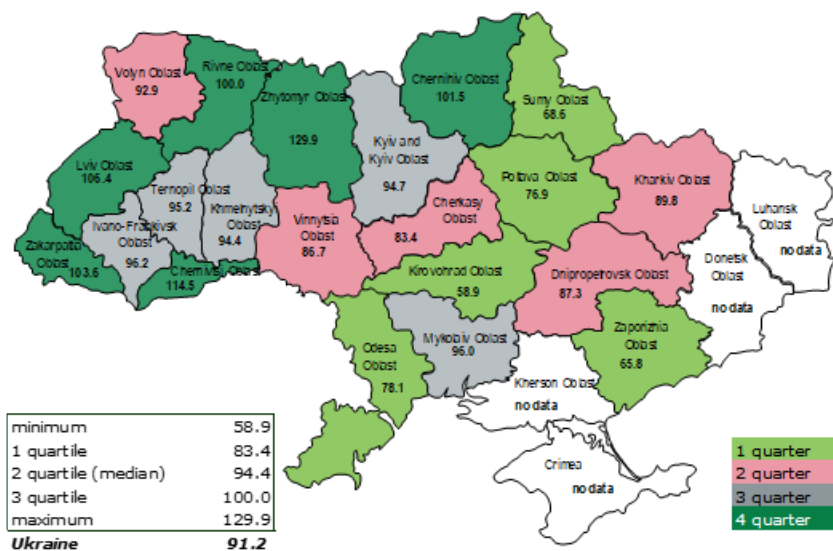 Volyn Oblast
92.9
Rivne Oblast
100.0
Zhytomyr Oblast
129.9
Chernihiv Oblast
101.5
Sumy Oblast
68.6
Kyiv and
Kyiv Oblast
94.7
Lviv Oblast
106.4
Ternopil Oblast
95.2
Khmelnytsky
Oblast
94.4
Poltava Oblast
76.9
Kharkiv Oblast
89.8
Luhansk
Oblast
no data
Ivano-Frankivsk
Oblast
96.2
Zakarpattia
Oblast
103.6
Chernivtsi Oblast
114.5
Vinnytsia
Oblast
86.7
Cherkasy
Oblast
83.4
Kirovohrad Oblast
58.9
Dnipropetrovsk Oblast
87.3
Donetsk
Oblast
no data
Odesa
Oblast
78.1
Mykolaiv Oblast
96.0
Zaporizhia
Oblast
65.8
Kherson Oblast
no data
Crimea
no data
minimum 58.9
1 quartile 83.4
2 quartile (median) 94.4
3 quartile 100.0
maximum 129.9
Ukraine 91.2
1 quarter
2 quarter
3 quarter
4 quarter